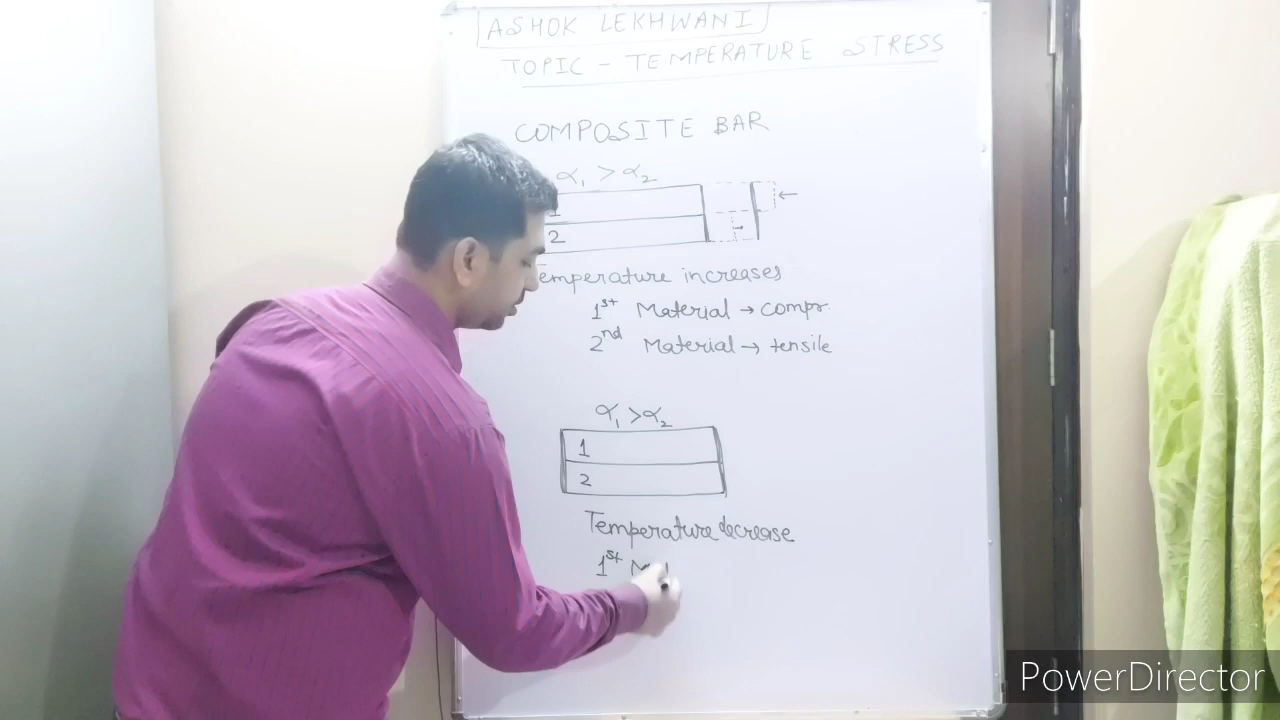 ASHOK LEKHWANI
TOPIC - TEMPERATURE STRESS
COMPOSITE BAR
α₁ > α₂
1
2
Temperature increases
1st Material → compr.
2nd Material → tensile
α₁ > α₂
1
2
Temperature decrease
1st
PowerDirector